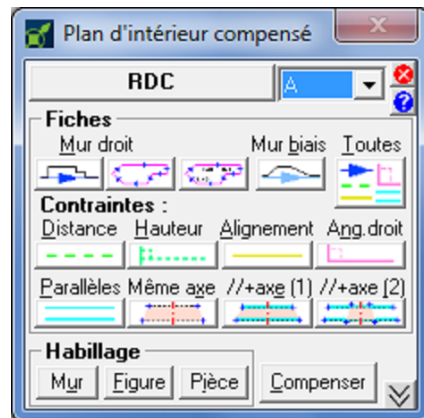 Plan d'intérieur compensé
RDC A
Fiches
Mur droit Mur biais Toutes
Contraintes :
Distance Hauteur Alignement Ang.droit
Parallèles Même axe //+axe (1) //+axe (2)
Habillage
Mur Figure Pièce Compenser